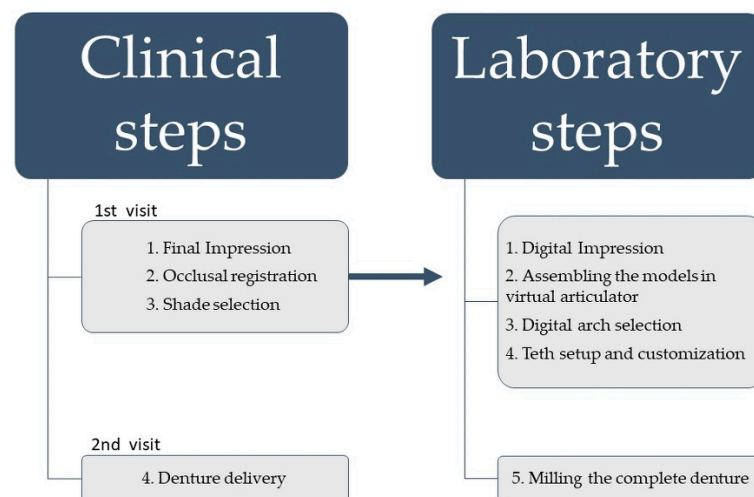 Clinical
steps
1st visit
1. Final Impression
2. Occlusal registration
3. Shade selection
2nd visit
4. Denture delivery
Laboratory
steps
1. Digital Impression
2. Assembling the models in
virtual articulator
3. Digital arch selection
4. Teth setup and customization
5. Milling the complete denture